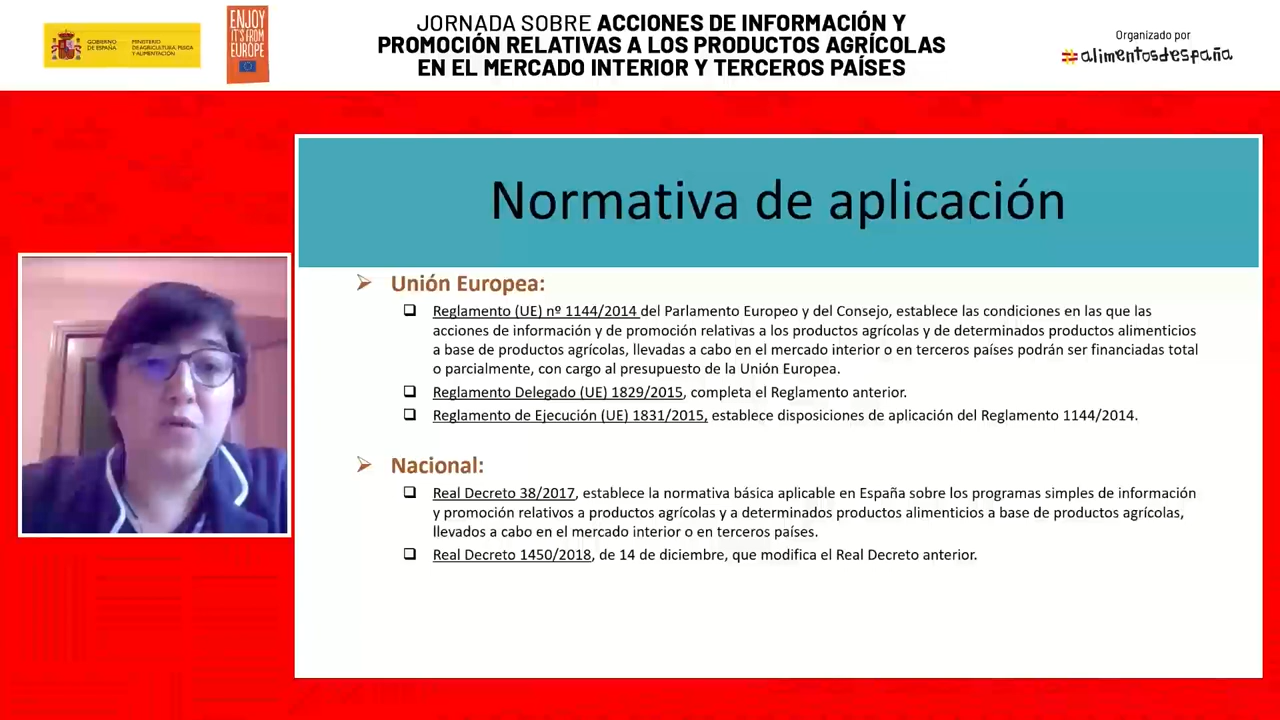 GOBIERNO
DE ESPAÑA
MINISTERIO
DE AGRICULTURA, PESCA
Y ALIMENTACIÓN
ENJOY
IT'S FROM
EUROPE
JORNADA SOBRE ACCIONES DE INFORMACIÓN Y
PROMOCIÓN RELATIVAS A LOS PRODUCTOS AGRÍCOLAS
EN EL MERCADO INTERIOR Y TERCEROS PAÍSES
Organizado por
#alimentosdespaña
Normativa de aplicación
Unión Europea:
Reglamento (UE) nº 1144/2014 del Parlamento Europeo y del Consejo, establece las condiciones en las que las
acciones de información y de promoción relativas a los productos agrícolas y de determinados productos alimenticios
a base de productos agrícolas, llevadas a cabo en el mercado interior o en terceros países podrán ser financiadas total
o parcialmente, con cargo al presupuesto de la Unión Europea.
Reglamento Delegado (UE) 1829/2015, completa el Reglamento anterior.
Reglamento de Ejecución (UE) 1831/2015, establece disposiciones de aplicación del Reglamento 1144/2014.
Nacional:
Real Decreto 38/2017, establece la normativa básica aplicable en España sobre los programas simples de información
y promoción relativos a productos agrícolas y a determinados productos alimenticios a base de productos agrícolas,
llevados a cabo en el mercado interior o en terceros países.
Real Decreto 1450/2018, de 14 de diciembre, que modifica el Real Decreto anterior.